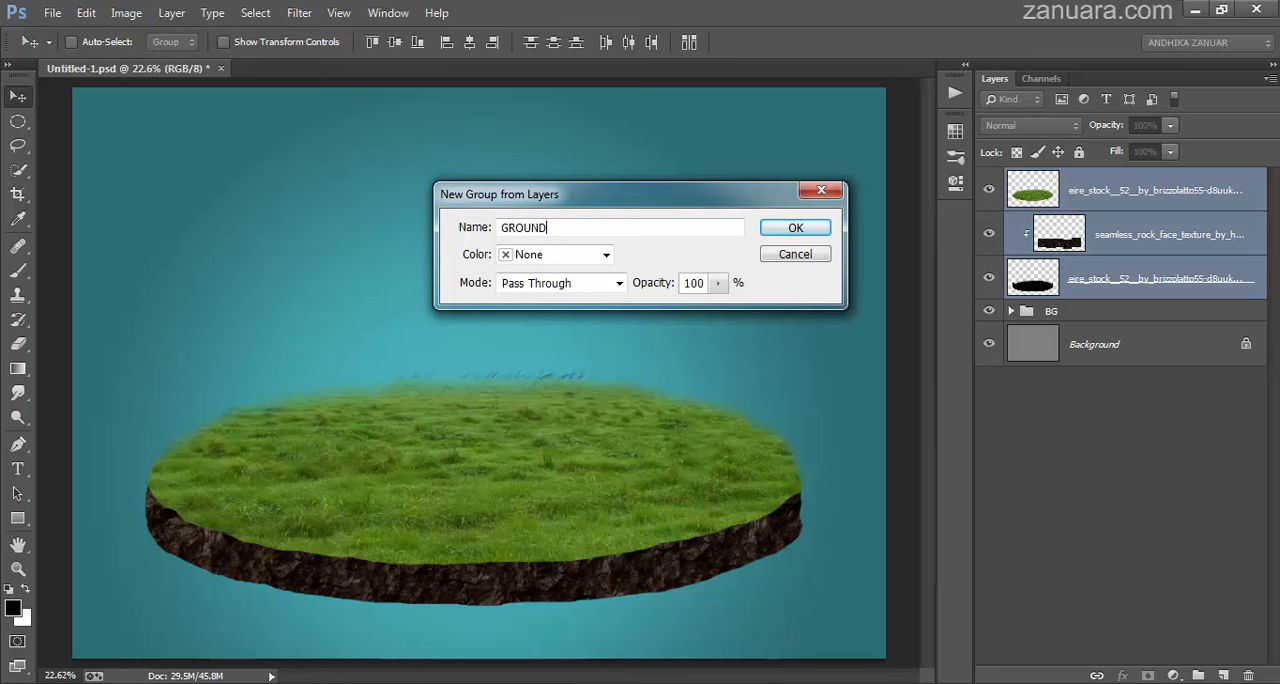 zanuara.com
Ps File Edit Image Layer Type Select Filter View Window Help
Auto-Select: Group Show Transform Controls ANDHIKA ZANUAR
Untitled-1.psd @ 22.6% (RGB/8) * ×
Layers Channels
Kind
Normal Opacity: 100%
Lock: Fill: 100%
New Group from Layers
eire_stock__52__by_brizzolatto55-d8uuk...
Name: GROUND OK
seamless_rock_face_texture_by_h...
Color: None Cancel
Mode: Pass Through Opacity: 100 %
eire_stock__52__by_brizzolatto55-d8uuk...
BG
Background
22.62% Doc: 29.5M/45.8M